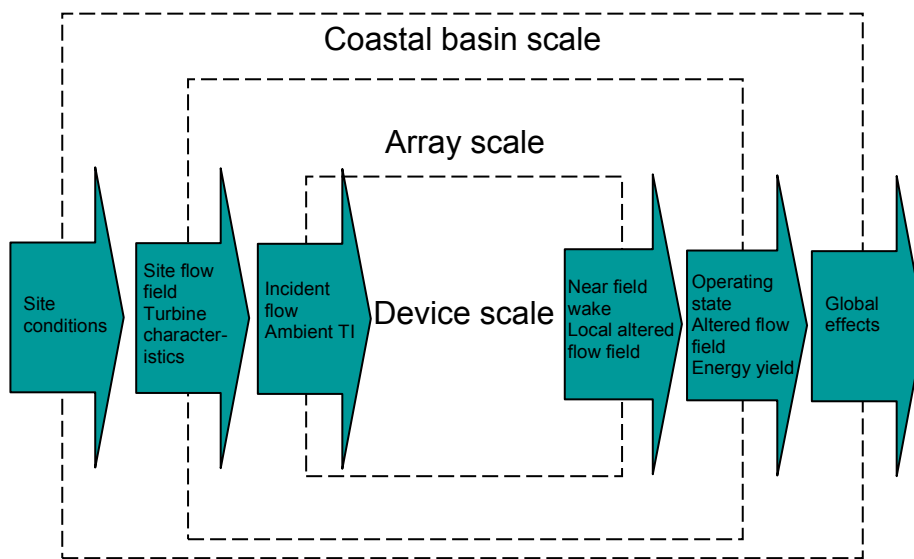 Coastal basin scale
Array scale
Site
conditions
Site flow
field
Turbine
character-
istics
Incident
flow
Ambient TI
Device scale
Near field
wake
Local altered
flow field
Operating
state
Altered flow
field
Energy yield
Global
effects